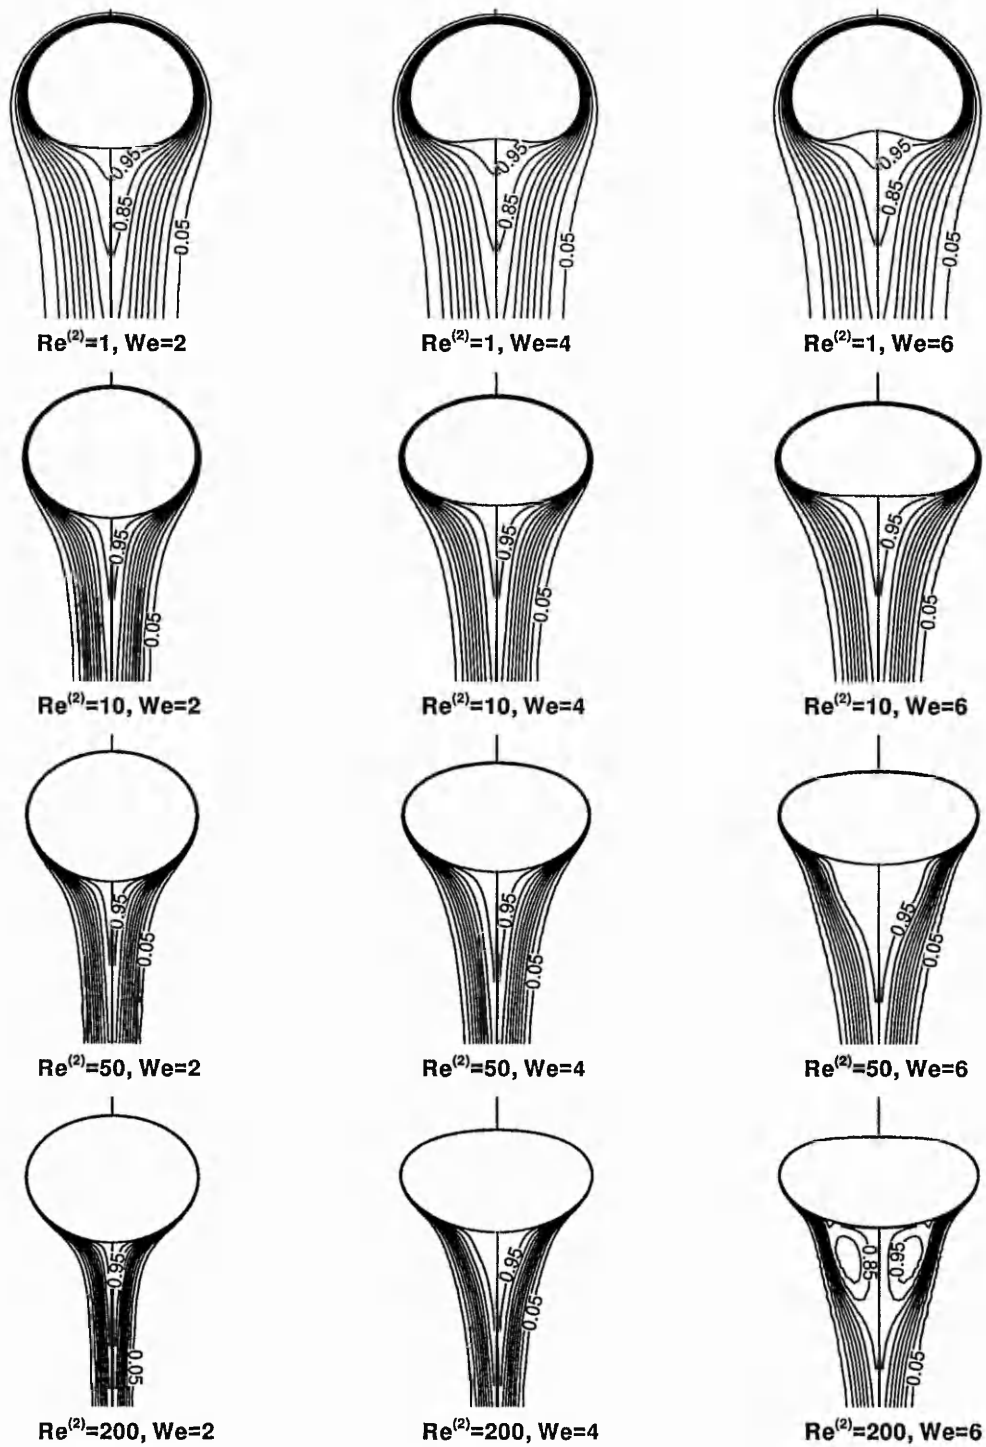 0.95
0.85
0.05
0.95
0.85
0.05
0.95
0.85
0.05
Re⁽²⁾=1, We=2
Re⁽²⁾=1, We=4
Re⁽²⁾=1, We=6
0.95
0.05
0.95
0.05
0.95
0.05
Re⁽²⁾=10, We=2
Re⁽²⁾=10, We=4
Re⁽²⁾=10, We=6
0.95
0.05
0.95
0.05
0.95
0.05
Re⁽²⁾=50, We=2
Re⁽²⁾=50, We=4
Re⁽²⁾=50, We=6
0.95
0.05
0.95
0.05
0.85
0.95
0.05
Re⁽²⁾=200, We=2
Re⁽²⁾=200, We=4
Re⁽²⁾=200, We=6